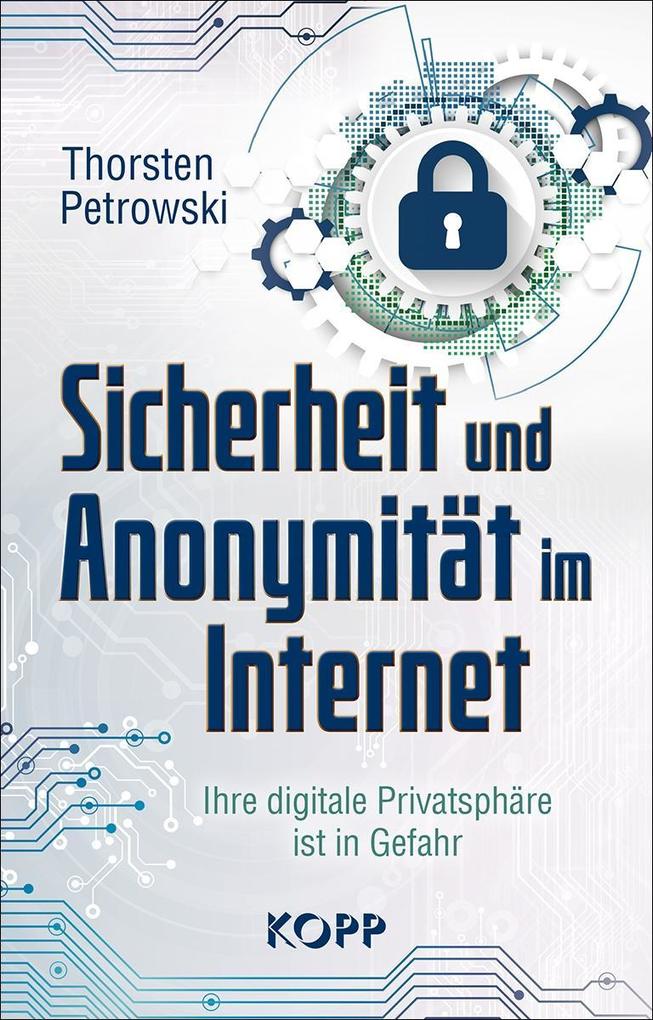 Thorsten
Petrowski
Sicherheit und
Anonymität im
Internet
Ihre digitale Privatsphäre
ist in Gefahr
KOPP